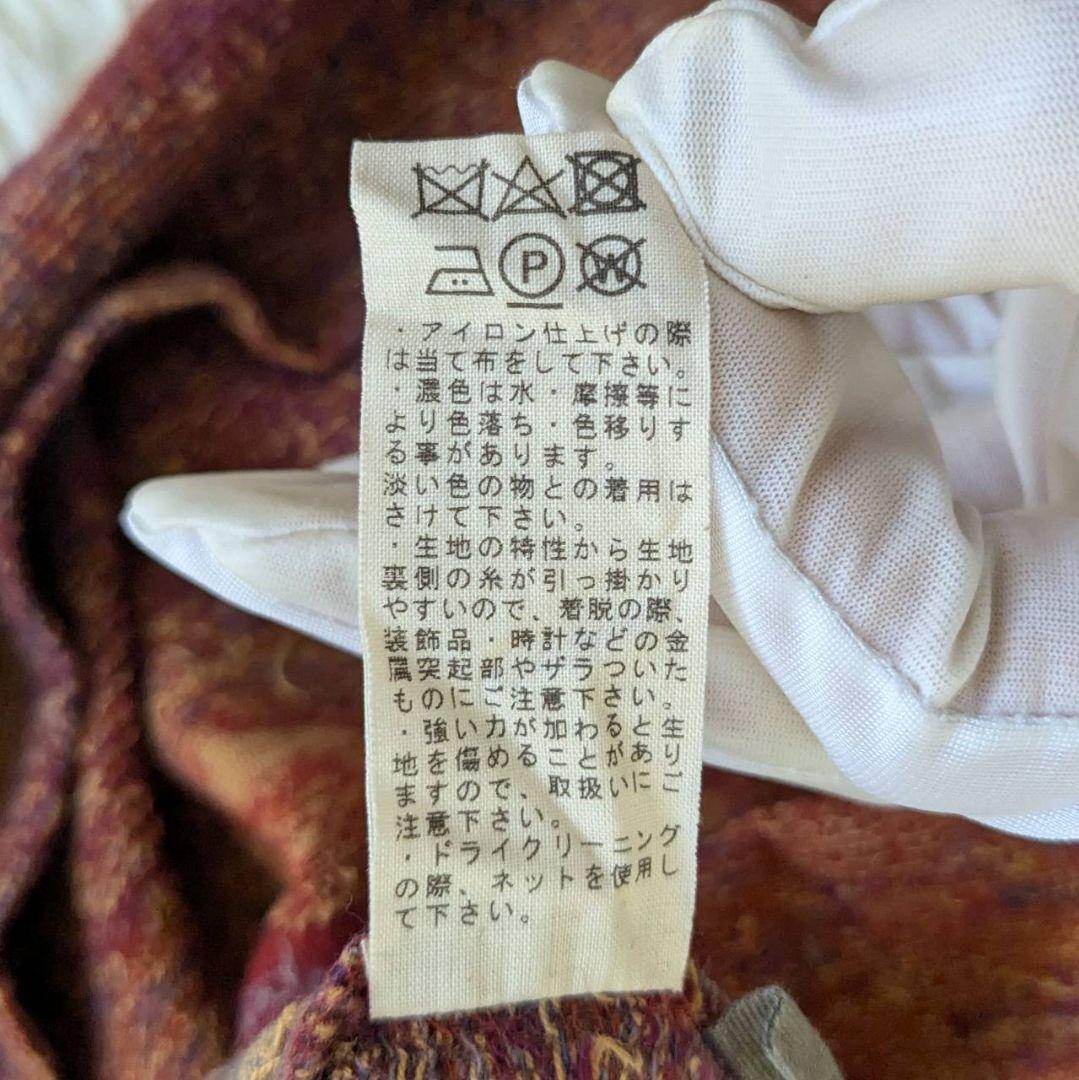 P
W
・アイロン仕上げの際
は当て布をして下さい。
・濃色は水・摩擦等に
より色落ち・色移りす
る事があります。
淡い色の物との着用は
さけて下さい。
・生地の特性から生地
裏側の糸が引っ掛かり
やすいので、着脱の際、
装飾品・時計などの金
属突起部やザラついた
ものにご注意下さい。
・強い力が加わると生
地を傷めることがあり
ますので、取扱いにご
注意下さい。
・ドライクリーニング
の際、ネットを使用し
て下さい。